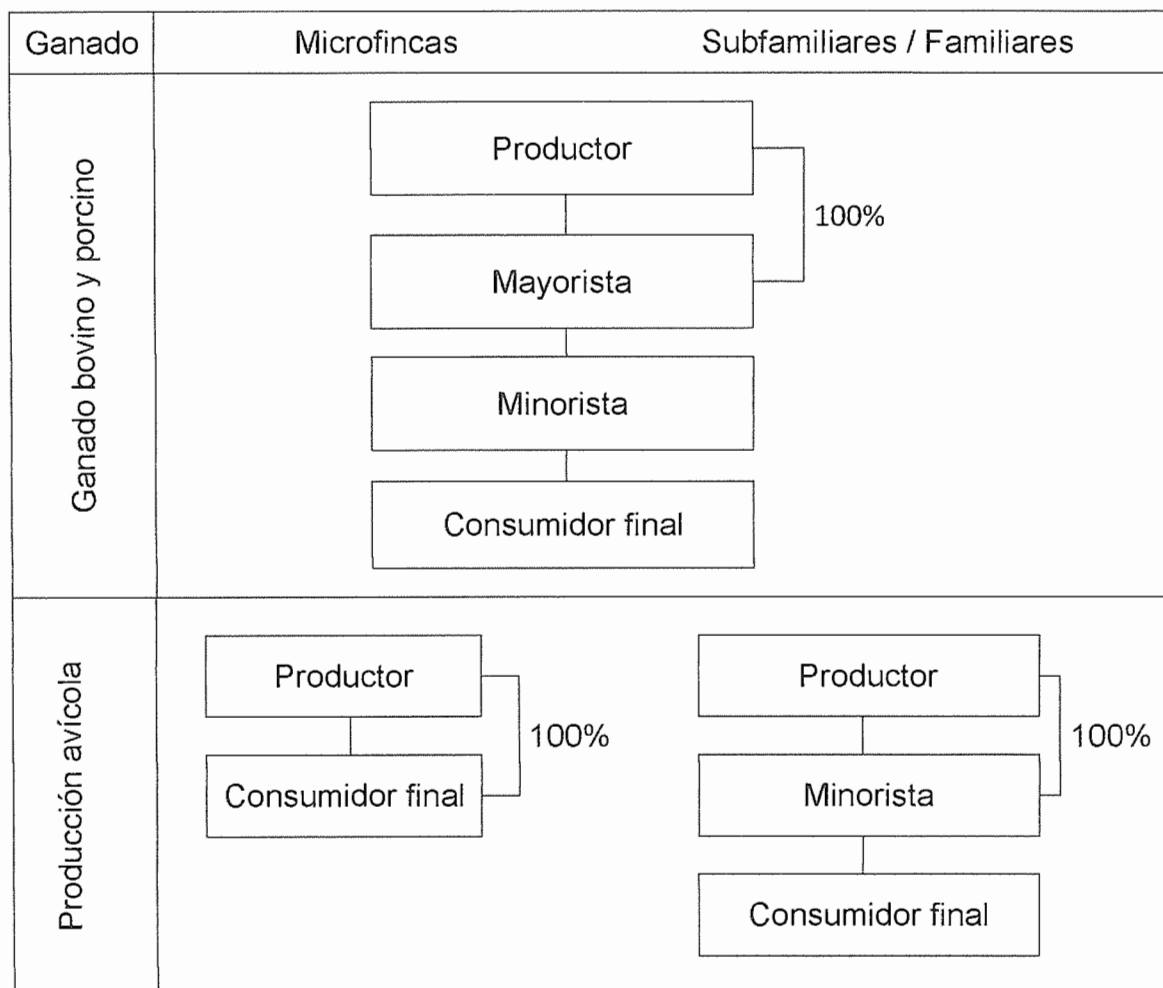 Ganado
Microfincas
Subfamiliares / Familiares
Ganado bovino y porcino
Productor
100%
Mayorista
Minorista
Consumidor final
Producción avícola
Productor
100%
Consumidor final
Productor
100%
Minorista
Consumidor final